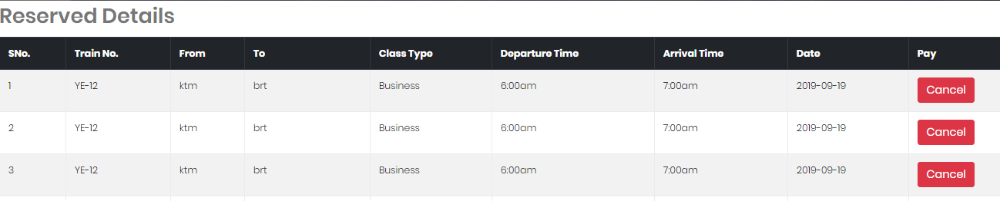 Reserved Details
SNo. Train No. From To Class Type Departure Time Arrival Time Date Pay
1 YE-12 ktm brt Business 6:00am 7:00am 2019-09-19 Cancel
2 YE-12 ktm brt Business 6:00am 7:00am 2019-09-19 Cancel
3 YE-12 ktm brt Business 6:00am 7:00am 2019-09-19 Cancel